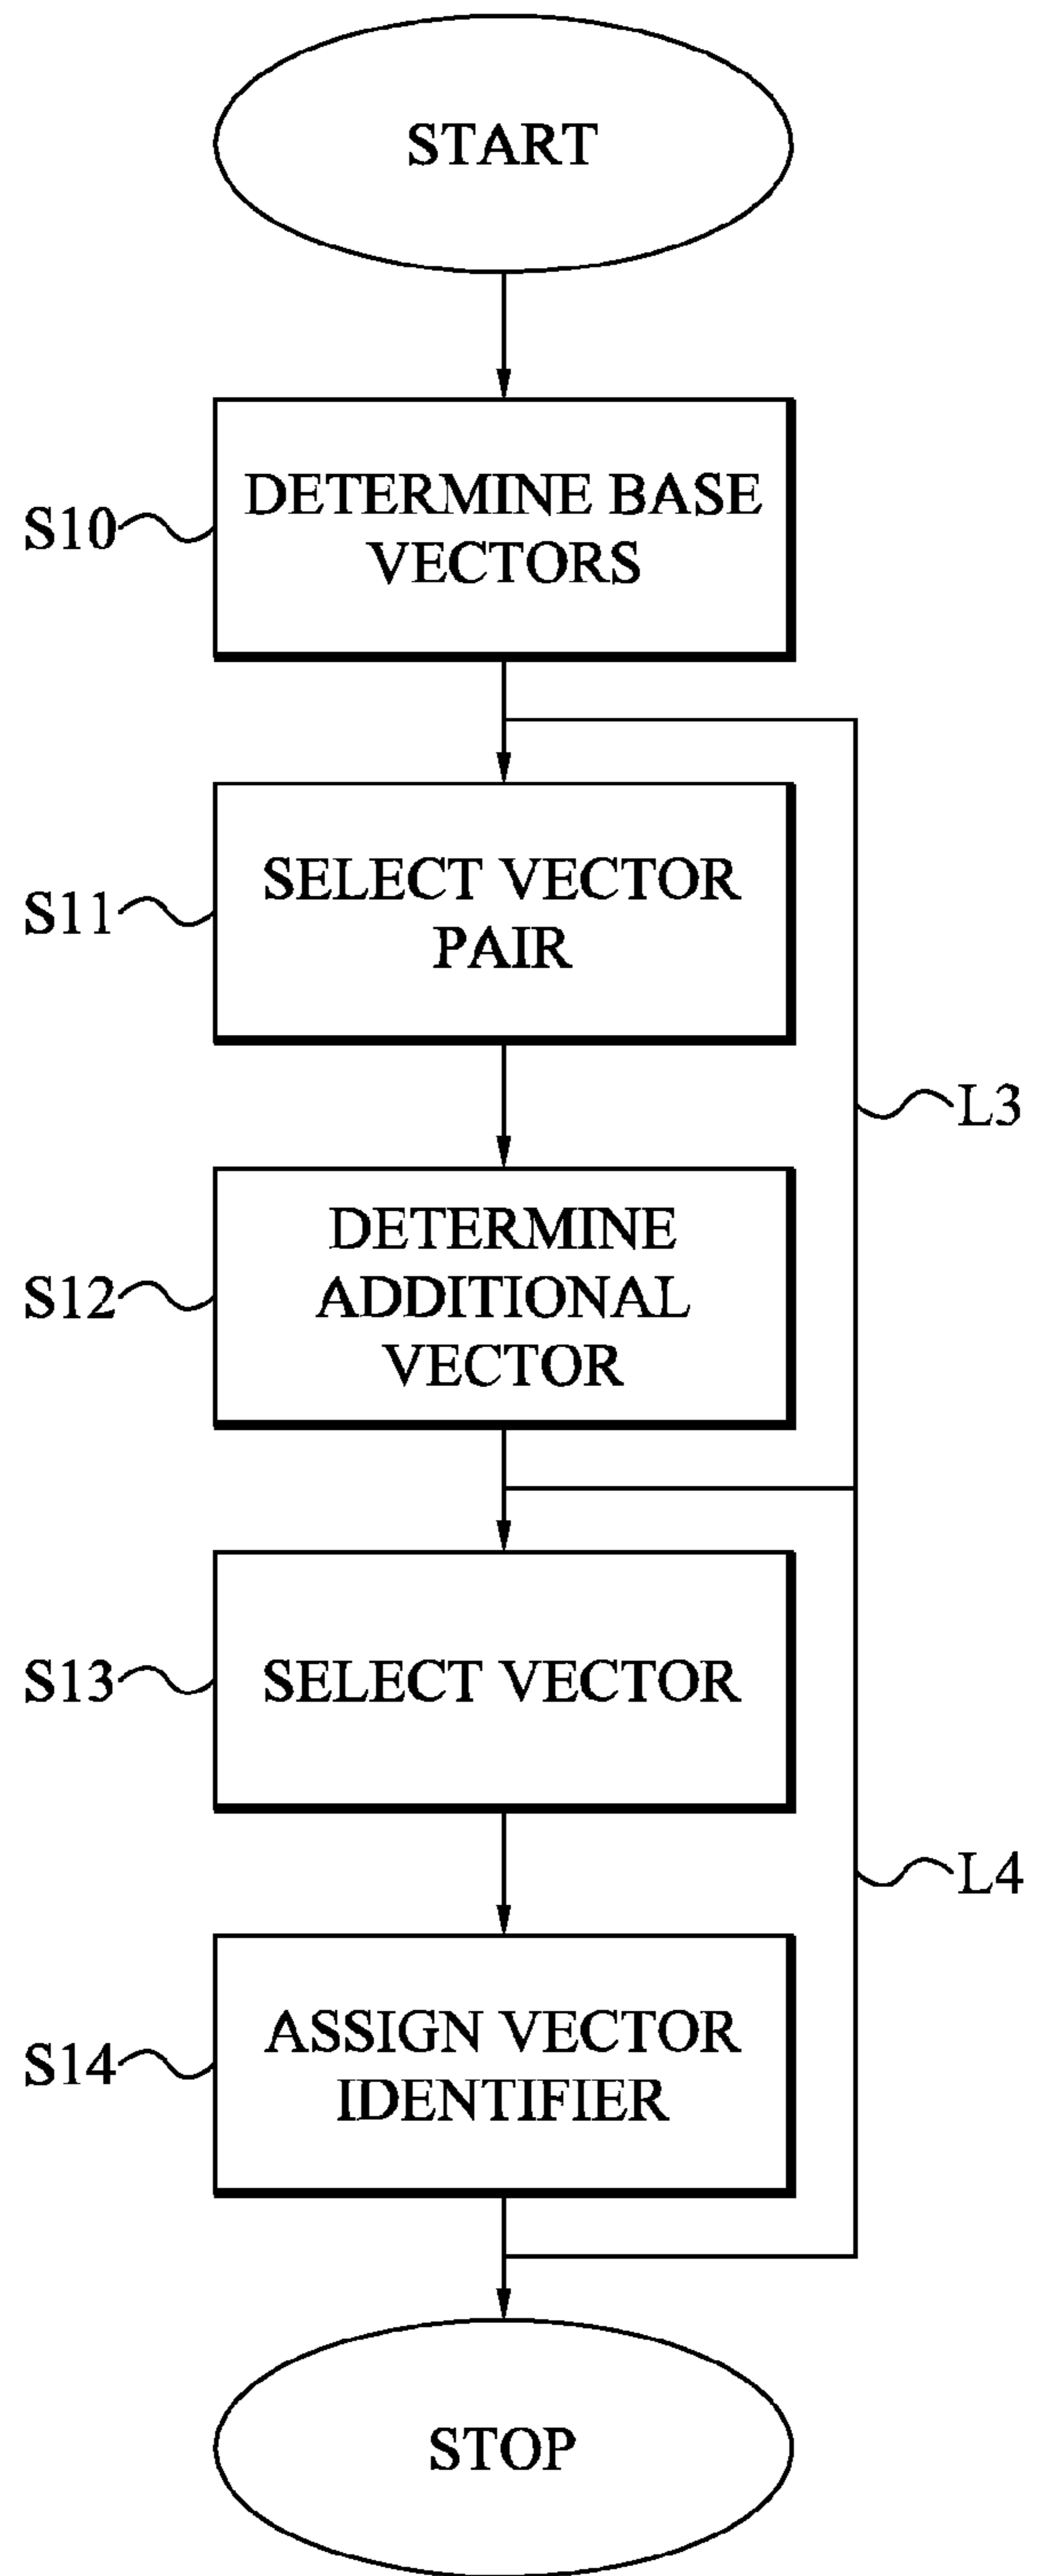 START
S10
DETERMINE BASE
VECTORS
S11
SELECT VECTOR
PAIR
L3
S12
DETERMINE
ADDITIONAL
VECTOR
S13
SELECT VECTOR
L4
S14
ASSIGN VECTOR
IDENTIFIER
STOP